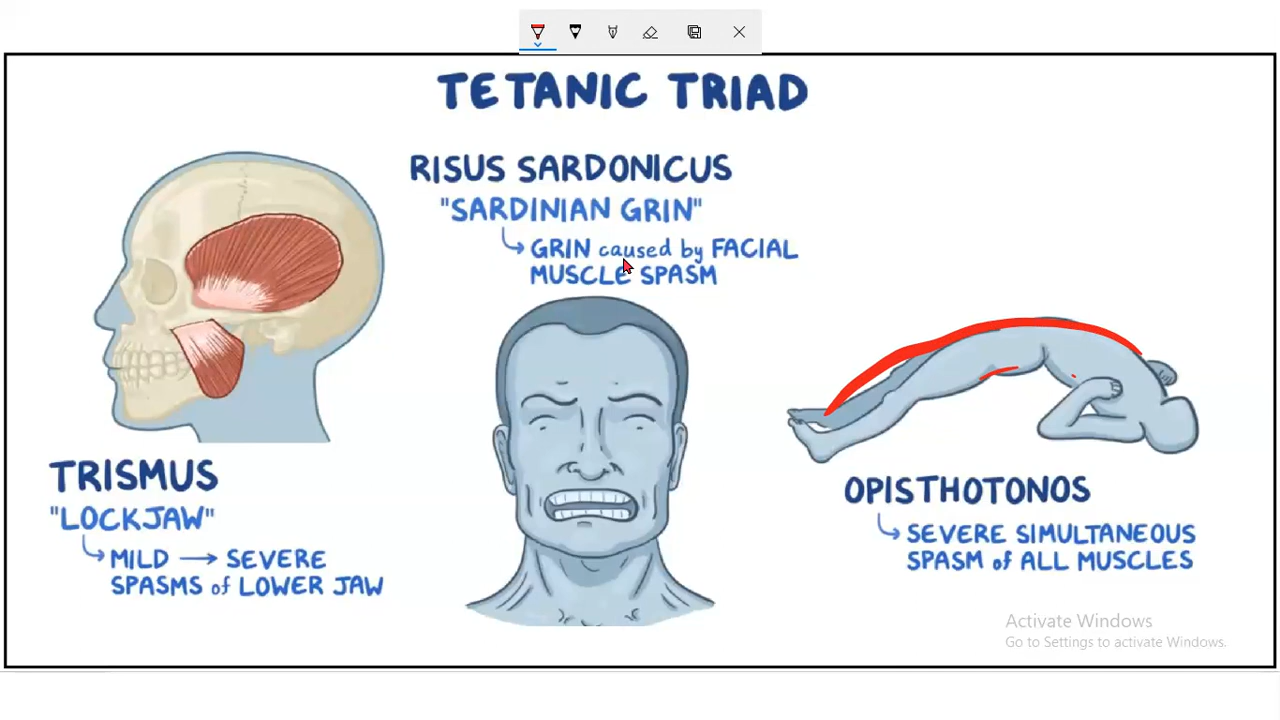 TETANIC TRIAD
RISUS SARDONICUS
"SARDINIAN GRIN"
GRIN caused by FACIAL
MUSCLE SPASM
TRISMUS
"LOCKJAW"
MILD → SEVERE
SPASMS of LOWER JAW
OPISTHOTONOS
SEVERE SIMULTANEOUS
SPASM of ALL MUSCLES
Activate Windows
Go to Settings to activate Windows.